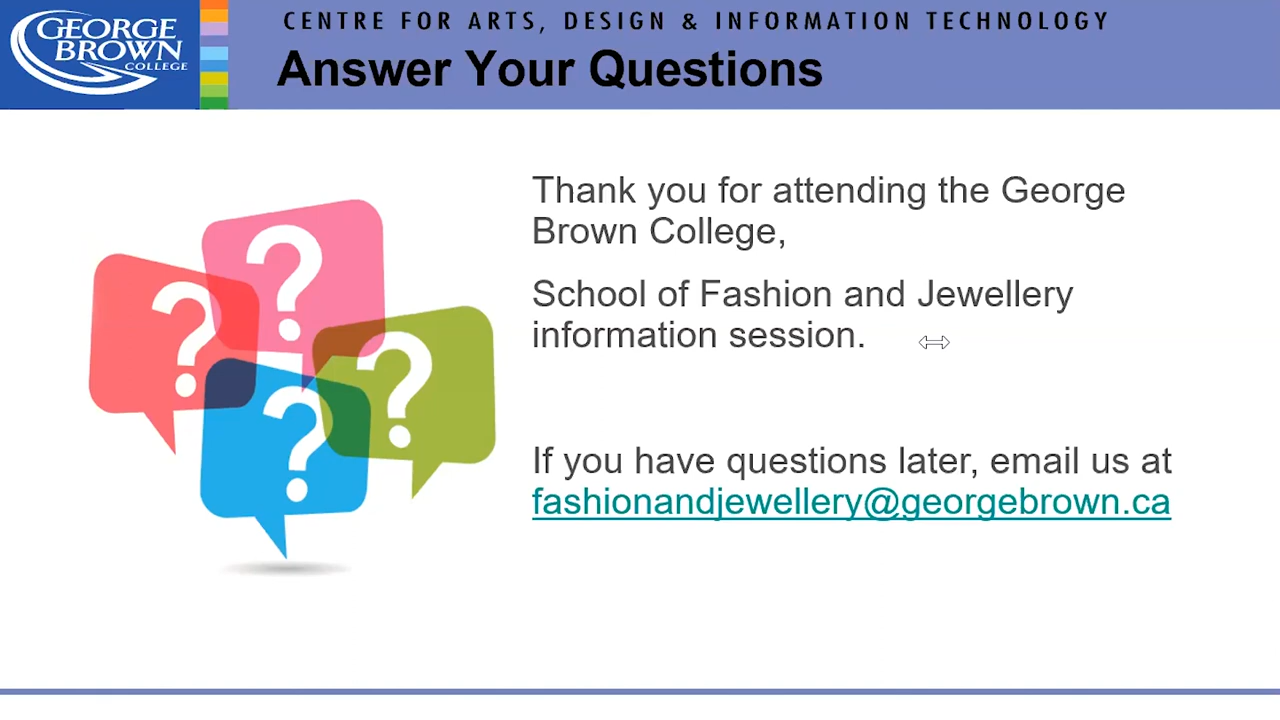 GEORGE
BROWN
COLLEGE
CENTRE FOR ARTS, DESIGN & INFORMATION TECHNOLOGY
Answer Your Questions
Thank you for attending the George
Brown College,
School of Fashion and Jewellery
information session.
If you have questions later, email us at
fashionandjewellery@georgebrown.ca
?
?
?
?